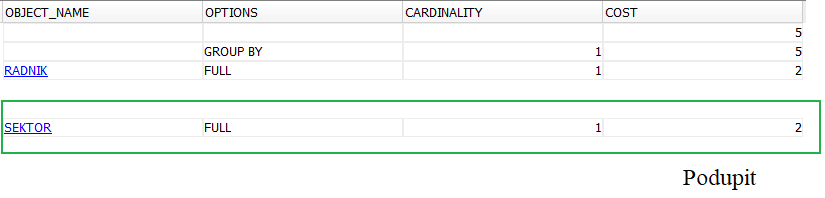 OBJECT_NAME OPTIONS CARDINALITY COST
5
GROUP BY 1 5
RADNIK FULL 1 2
SEKTOR FULL 1 2
Podupit